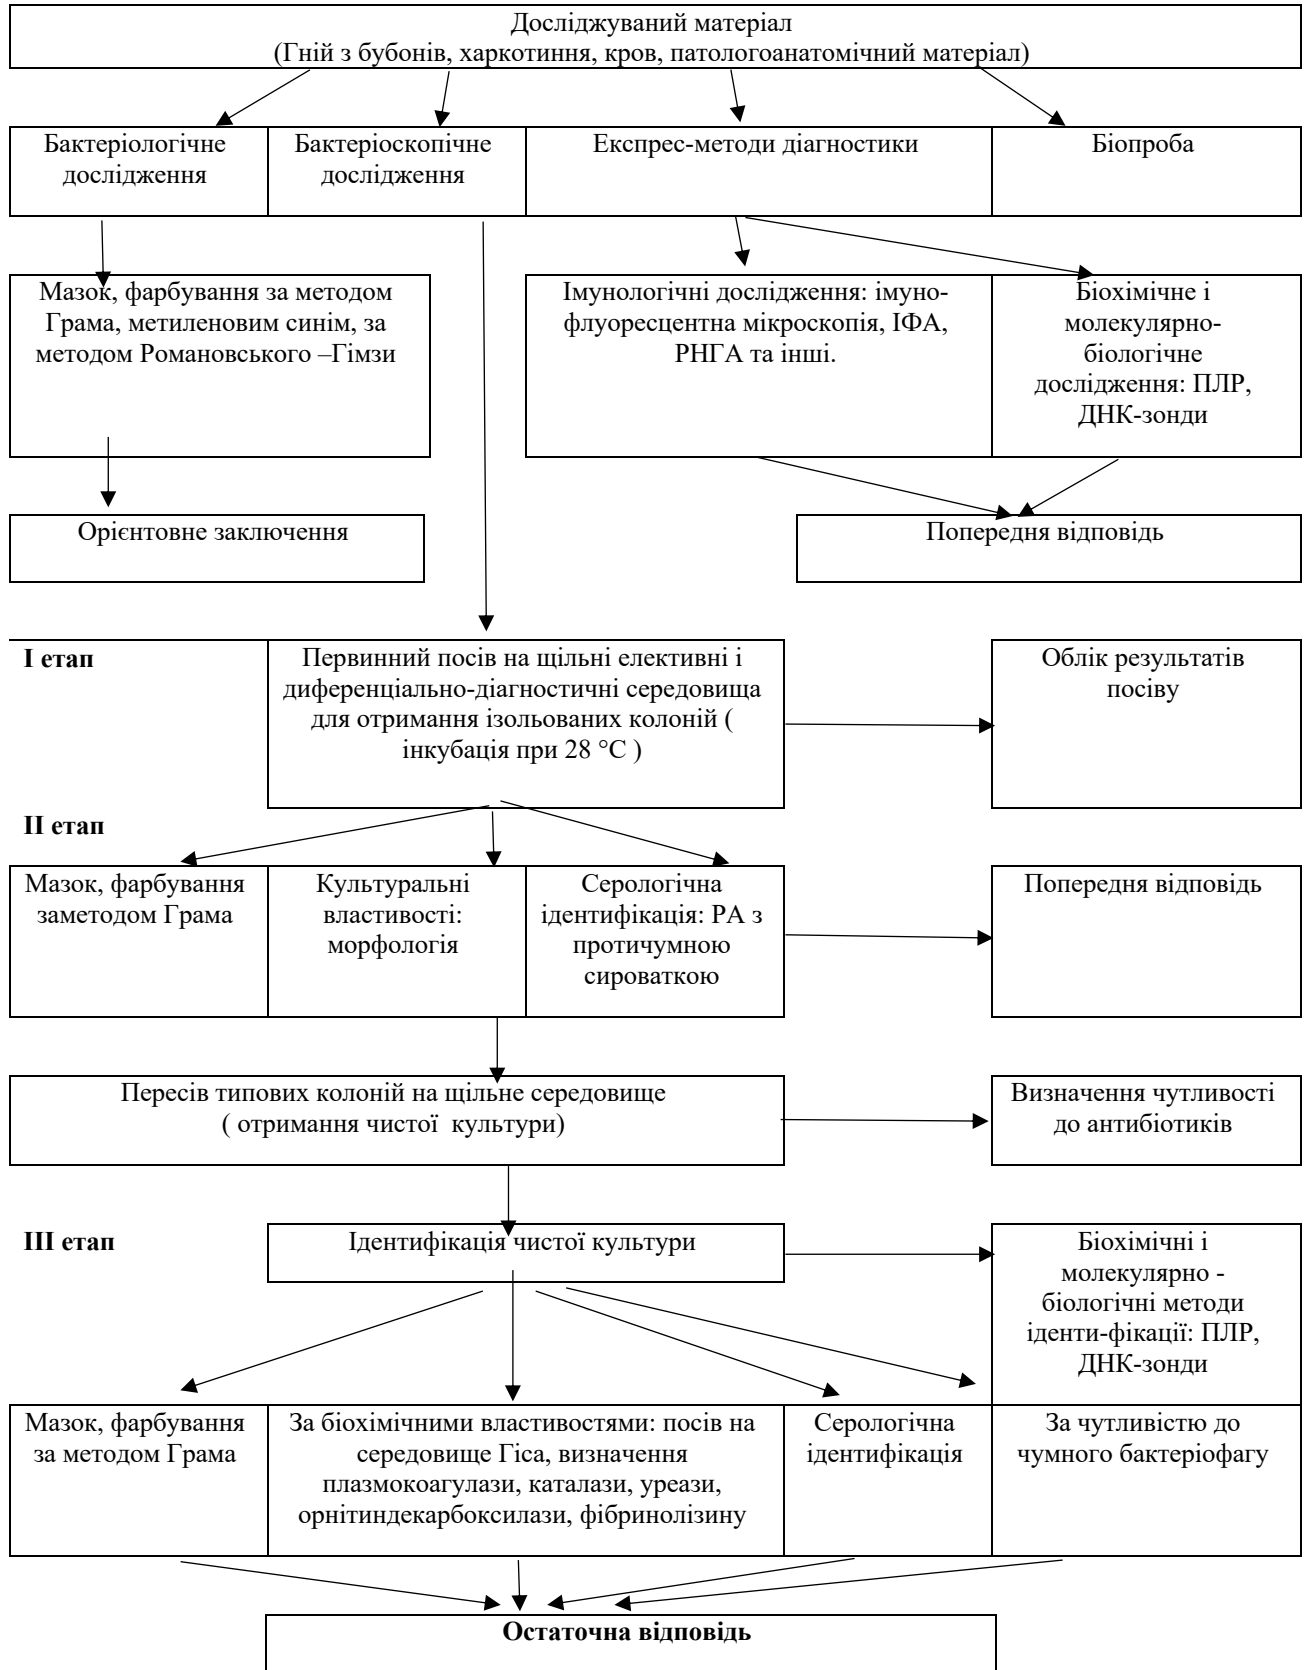 Досліджуваний матеріал
(Гній з бубонів, харкотиння, кров, патологоанатомічний матеріал)
Бактеріологічне
дослідження
Бактеріоскопічне
дослідження
Експрес-методи діагностики
Біопроба
Мазок, фарбування за методом
Грама, метиленовим синім, за
методом Романовського –Гімзи
Імунологічні дослідження: імуно-
флуоресцентна мікроскопія, ІФА,
РНГА та інші.
Біохімічне і
молекулярно-
біологічне
дослідження: ПЛР,
ДНК-зонди
Орієнтовне заключення
Попередня відповідь
І етап
Первинний посів на щільні елективні і
диференціально-діагностичні середовища
для отримання ізольованих колоній (
інкубація при 28 °С )
Облік результатів
посіву
ІІ етап
Мазок, фарбування
заметодом Грама
Культуральні
властивості:
морфологія
Серологічна
ідентифікація: РА з
протичумною
сироваткою
Попередня відповідь
Пересів типових колоній на щільне середовище
( отримання чистої  культури)
Визначення чутливості
до антибіотиків
ІІІ етап
Ідентифікація чистої культури
Біохімічні і
молекулярно -
біологічні методи
іденти-фікації: ПЛР,
ДНК-зонди
Мазок, фарбування
за методом Грама
За біохімічними властивостями: посів на
середовище Гіса, визначення
плазмокоагулази, каталази, уреази,
орнітиндекарбоксилази, фібринолізину
Серологічна
ідентифікація
За чутливістю до
чумного бактеріофагу
Остаточна відповідь